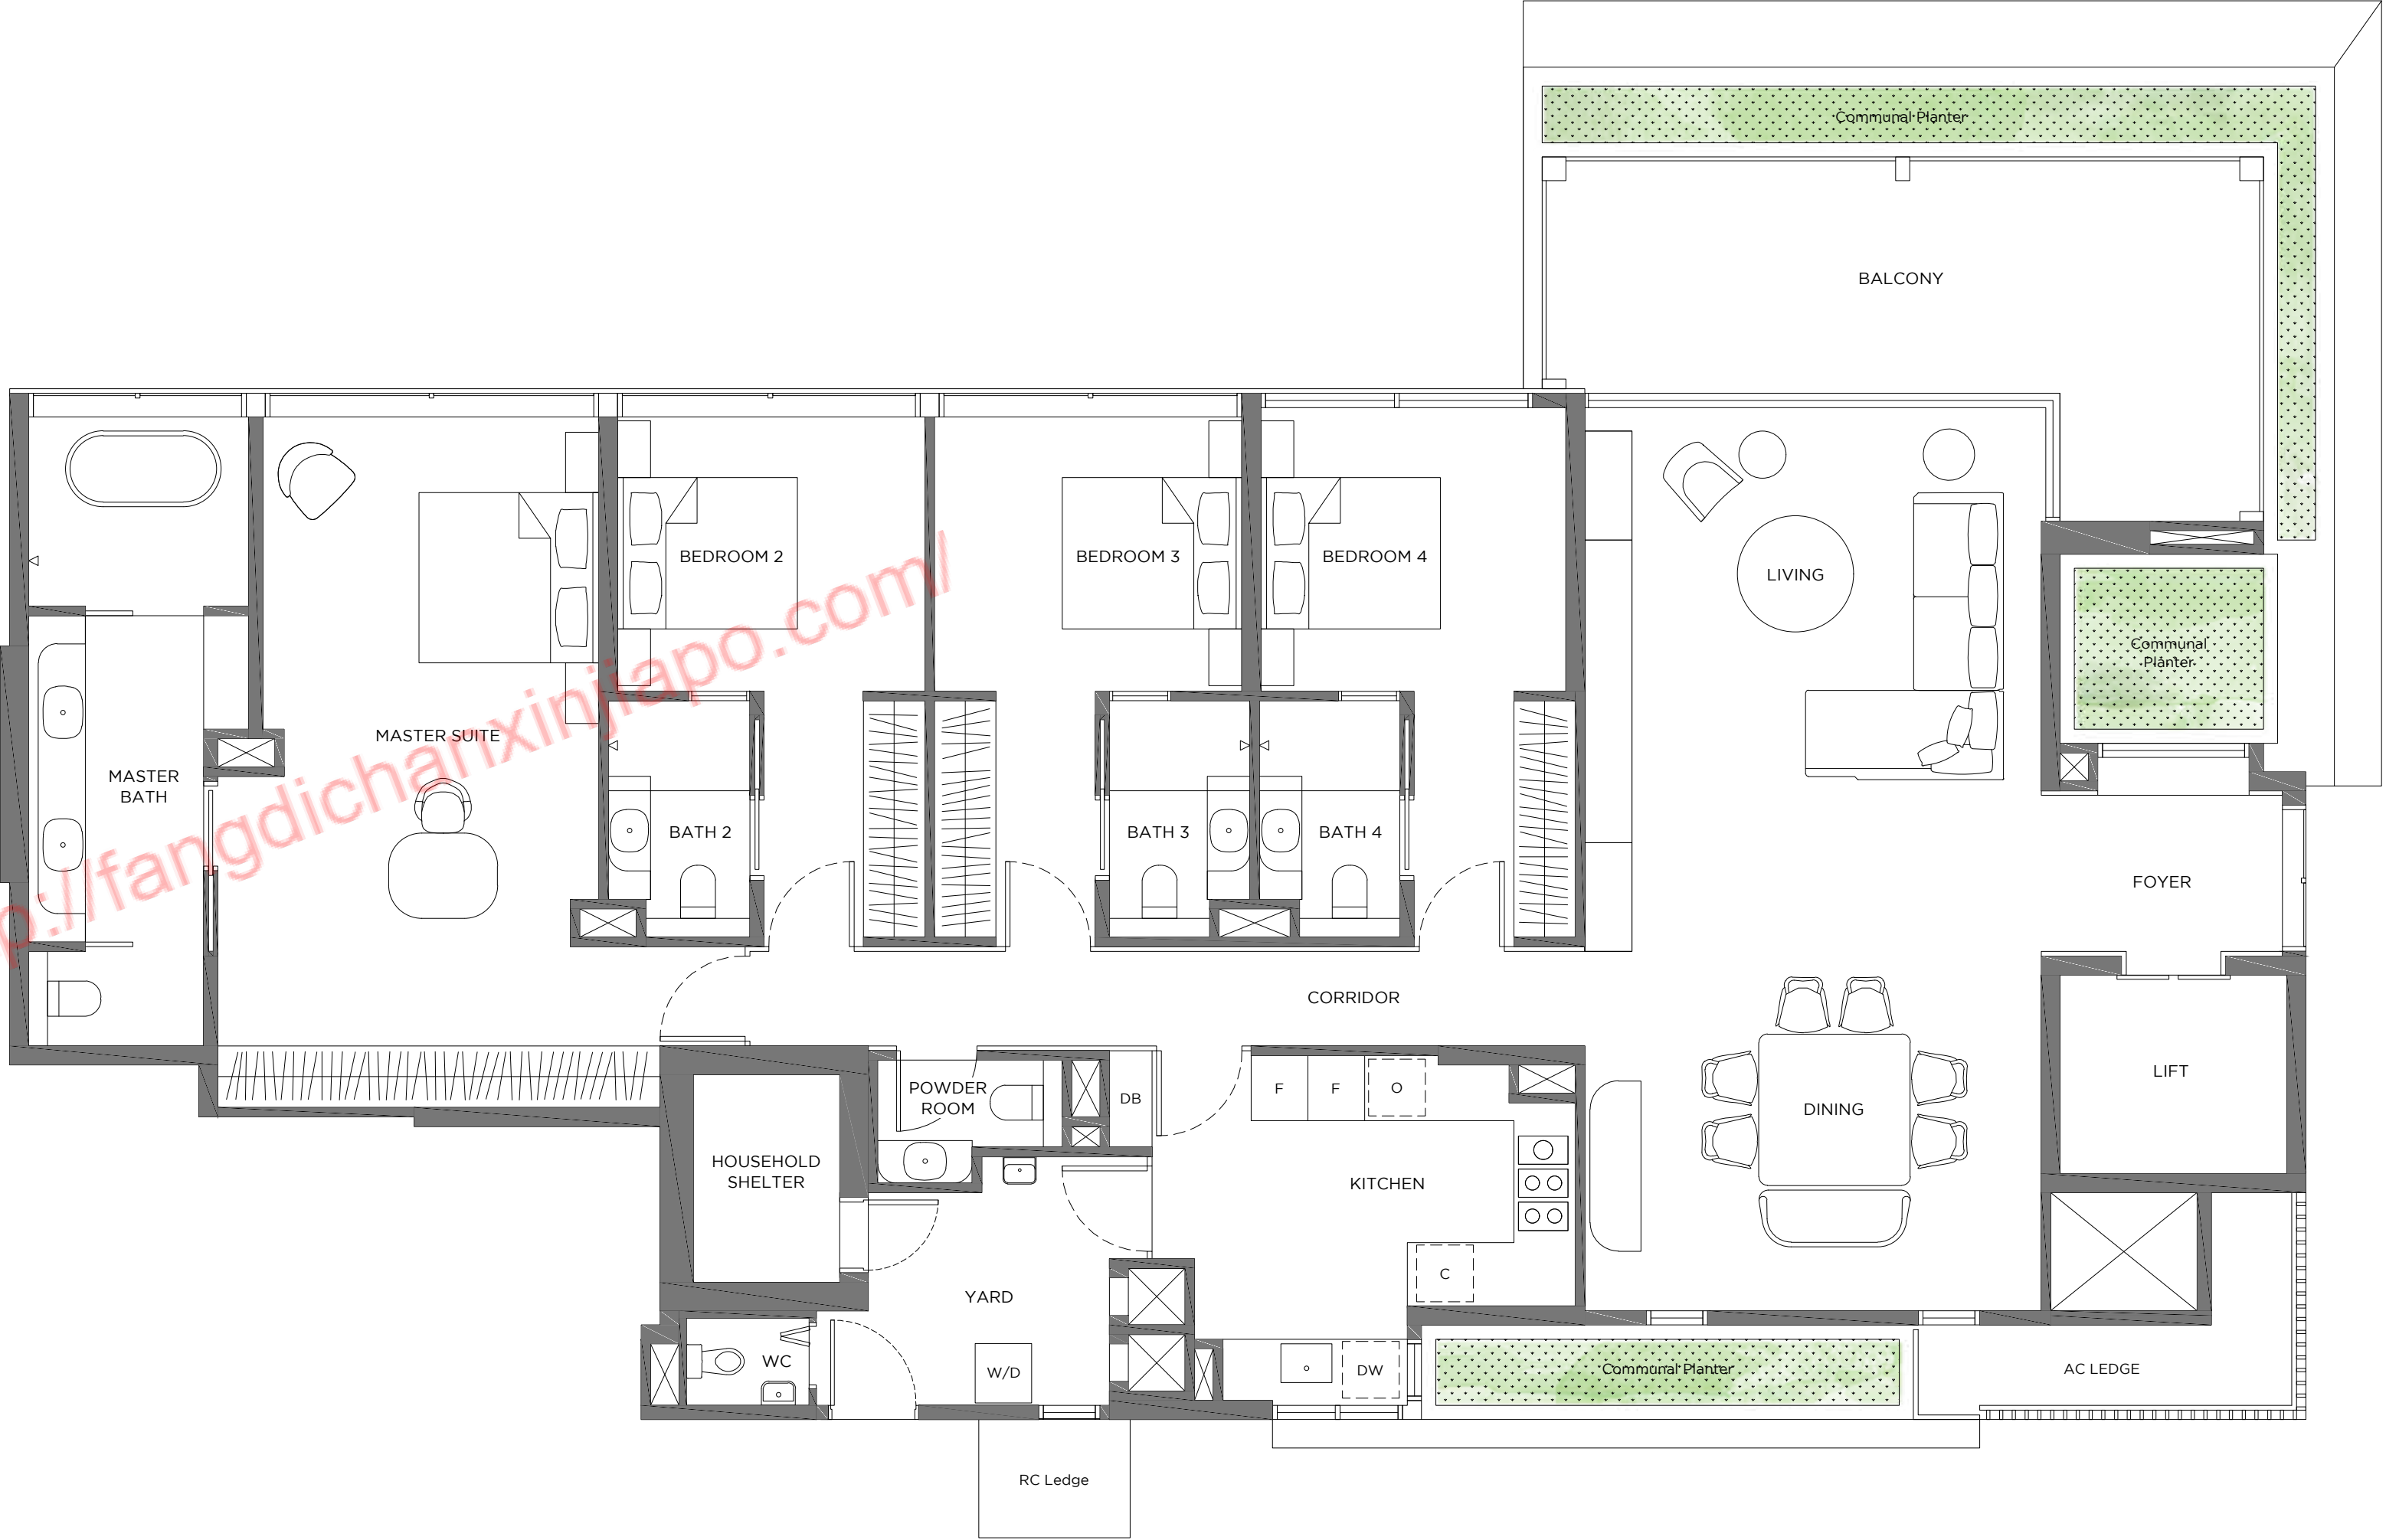 Communal Planter
BALCONY
BEDROOM 2
BEDROOM 3
BEDROOM 4
LIVING
Communal
Planter
MASTER SUITE
MASTER
BATH
BATH 2
BATH 3
BATH 4
FOYER
p://fangdichanxinjiapo.com/
CORRIDOR
POWDER
ROOM
DB
F
F
O
DINING
LIFT
HOUSEHOLD
SHELTER
KITCHEN
YARD
C
WC
W/D
DW
Communal Planter
AC LEDGE
RC Ledge